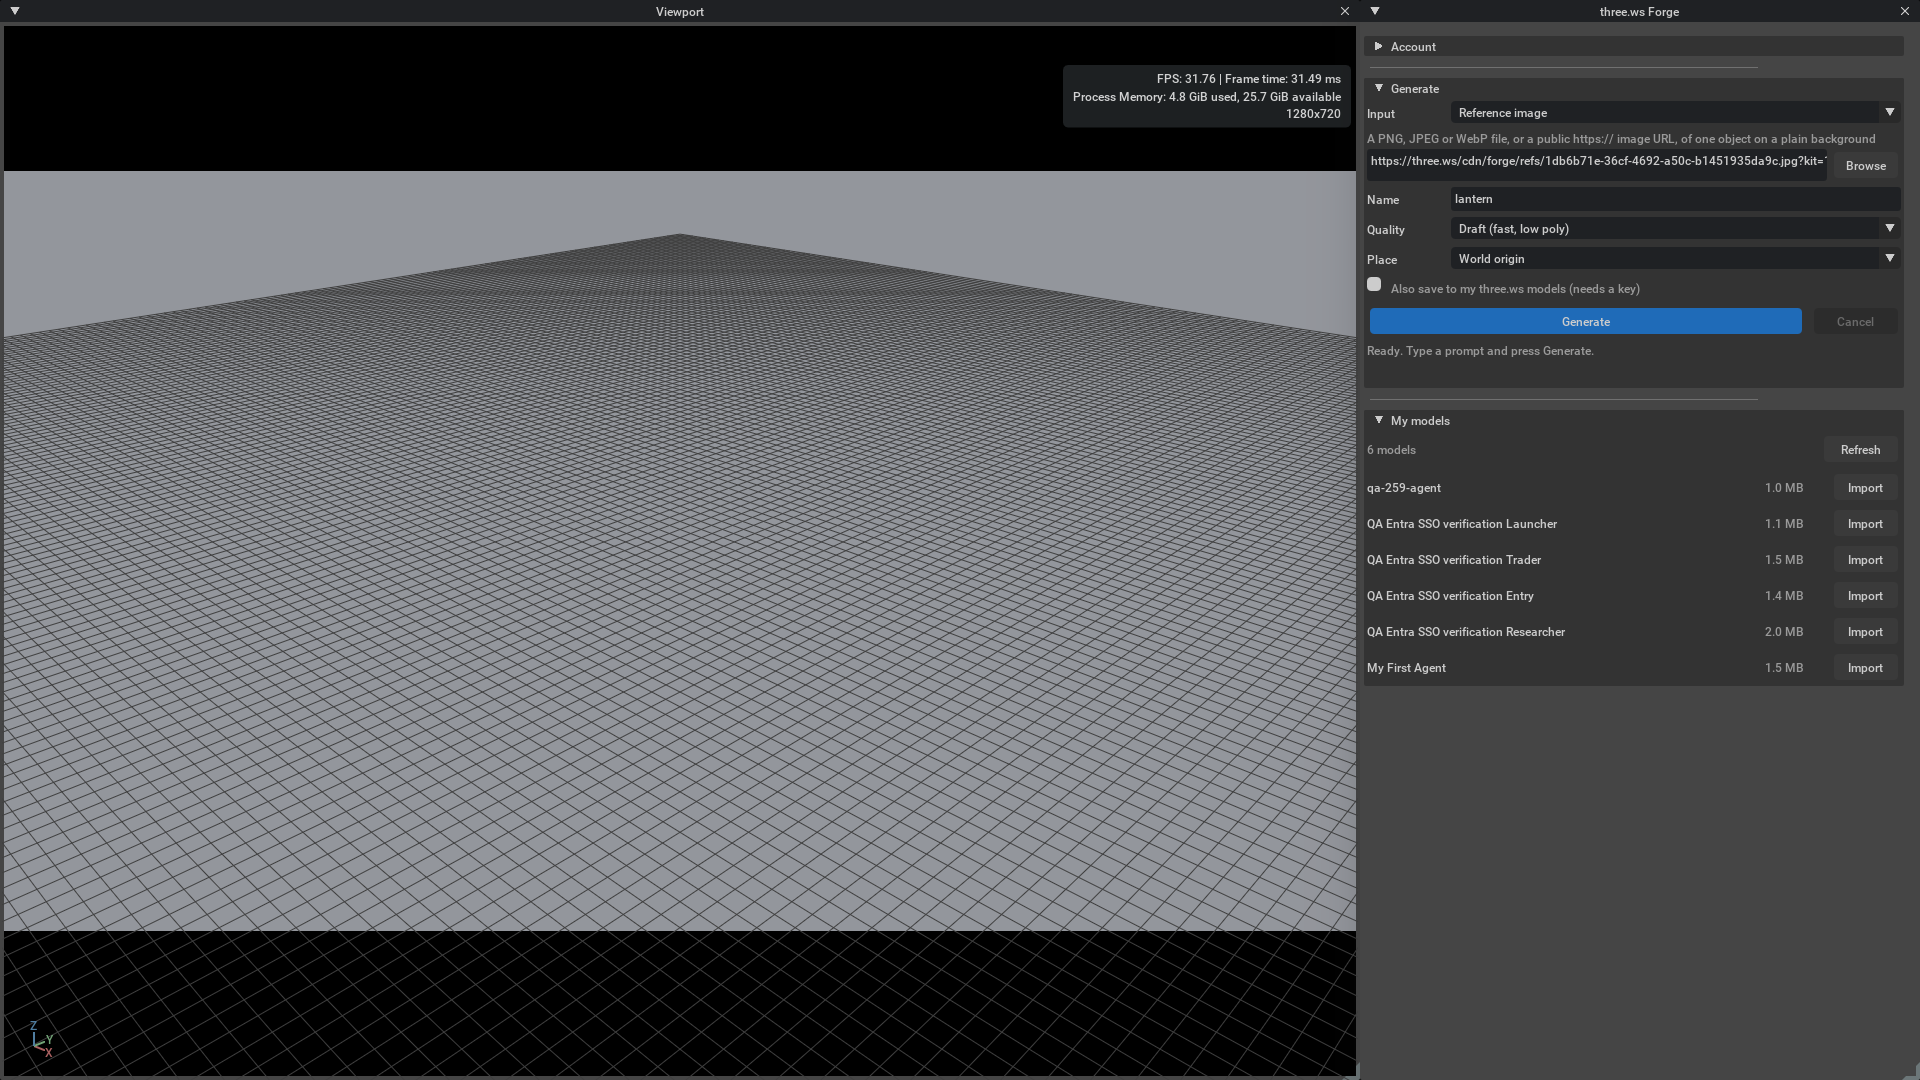 Viewport
three.ws Forge
FPS: 31.76 | Frame time: 31.49 ms
Process Memory: 4.8 GiB used, 25.7 GiB available
1280x720
Z
Y
X
Account
Generate
Input
Reference image
A PNG, JPEG or WebP file, or a public https:// image URL, of one object on a plain background
https://three.ws/cdn/forge/refs/1db6b71e-36cf-4692-a50c-b1451935da9c.jpg?kit=
Browse
Name
lantern
Quality
Draft (fast, low poly)
Place
World origin
Also save to my three.ws models (needs a key)
Generate
Cancel
Ready. Type a prompt and press Generate.
My models
6 models
Refresh
qa-259-agent 1.0 MB Import
QA Entra SSO verification Launcher 1.1 MB Import
QA Entra SSO verification Trader 1.5 MB Import
QA Entra SSO verification Entry 1.4 MB Import
QA Entra SSO verification Researcher 2.0 MB Import
My First Agent 1.5 MB Import